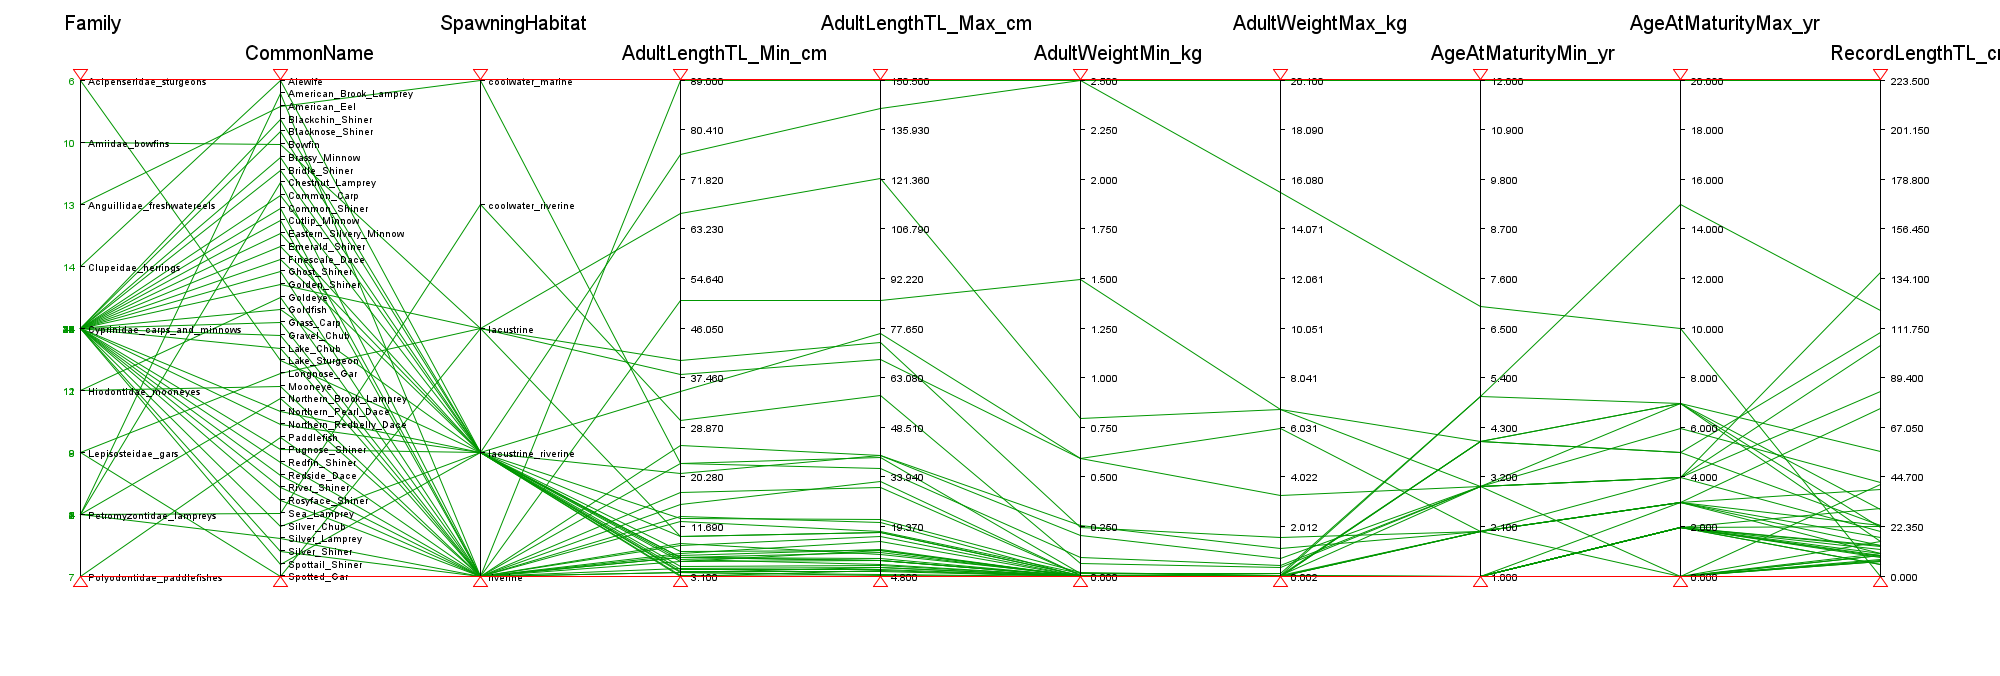 Family
SpawningHabitat
AdultLengthTL_Max_cm
AdultWeightMax_kg
AgeAtMaturityMax_yr
CommonName
AdultLengthTL_Min_cm
AdultWeightMin_kg
AgeAtMaturityMin_yr
RecordLengthTL_c
6
10
13
14
12
7
Acipenseridae_sturgeons
Amiidae_bowfins
Anguillidae_freshwatereels
Clupeidae_herrings
Cyprinidae_carps_and_minnows
Hiodontidae_mooneyes
Lepisosteidae_gars
Petromyzontidae_lampreys
Polyodontidae_paddlefishes
Alewife
American_Brook_Lamprey
American_Eel
Blackchin_Shiner
Blacknose_Shiner
Bowfin
Brassy_Minnow
Bridle_Shiner
Chestnut_Lamprey
Common_Carp
Common_Shiner
Cutlip_Minnow
Eastern_Silvery_Minnow
Emerald_Shiner
Finescale_Dace
Ghost_Shiner
Golden_Shiner
Goldeye
Goldfish
Grass_Carp
Gravel_Chub
Lake_Chub
Lake_Sturgeon
Longnose_Gar
Mooneye
Northern_Brook_Lamprey
Northern_Pearl_Dace
Northern_Redbelly_Dace
Paddlefish
Pugnose_Shiner
Redfin_Shiner
Redside_Dace
River_Shiner
Rosyface_Shiner
Sea_Lamprey
Silver_Chub
Silver_Lamprey
Silver_Shiner
Spottail_Shiner
Spotted_Gar
coolwater_marine
coolwater_riverine
lacustrine
lacustrine_riverine
riverine
89.000
80.410
71.820
63.230
54.640
46.050
37.460
28.870
20.280
11.690
3.100
150.500
135.930
121.360
106.790
92.220
77.650
63.080
48.510
33.940
19.370
4.800
2.500
2.250
2.000
1.750
1.500
1.250
1.000
0.750
0.500
0.250
0.000
20.100
18.090
16.080
14.071
12.061
10.051
8.041
6.031
4.022
2.012
0.002
12.000
10.900
9.800
8.700
7.600
6.500
5.400
4.300
3.200
2.100
1.000
20.000
18.000
16.000
14.000
12.000
10.000
8.000
6.000
4.000
2.000
0.000
223.500
201.150
178.800
156.450
134.100
111.750
89.400
67.050
44.700
22.350
0.000